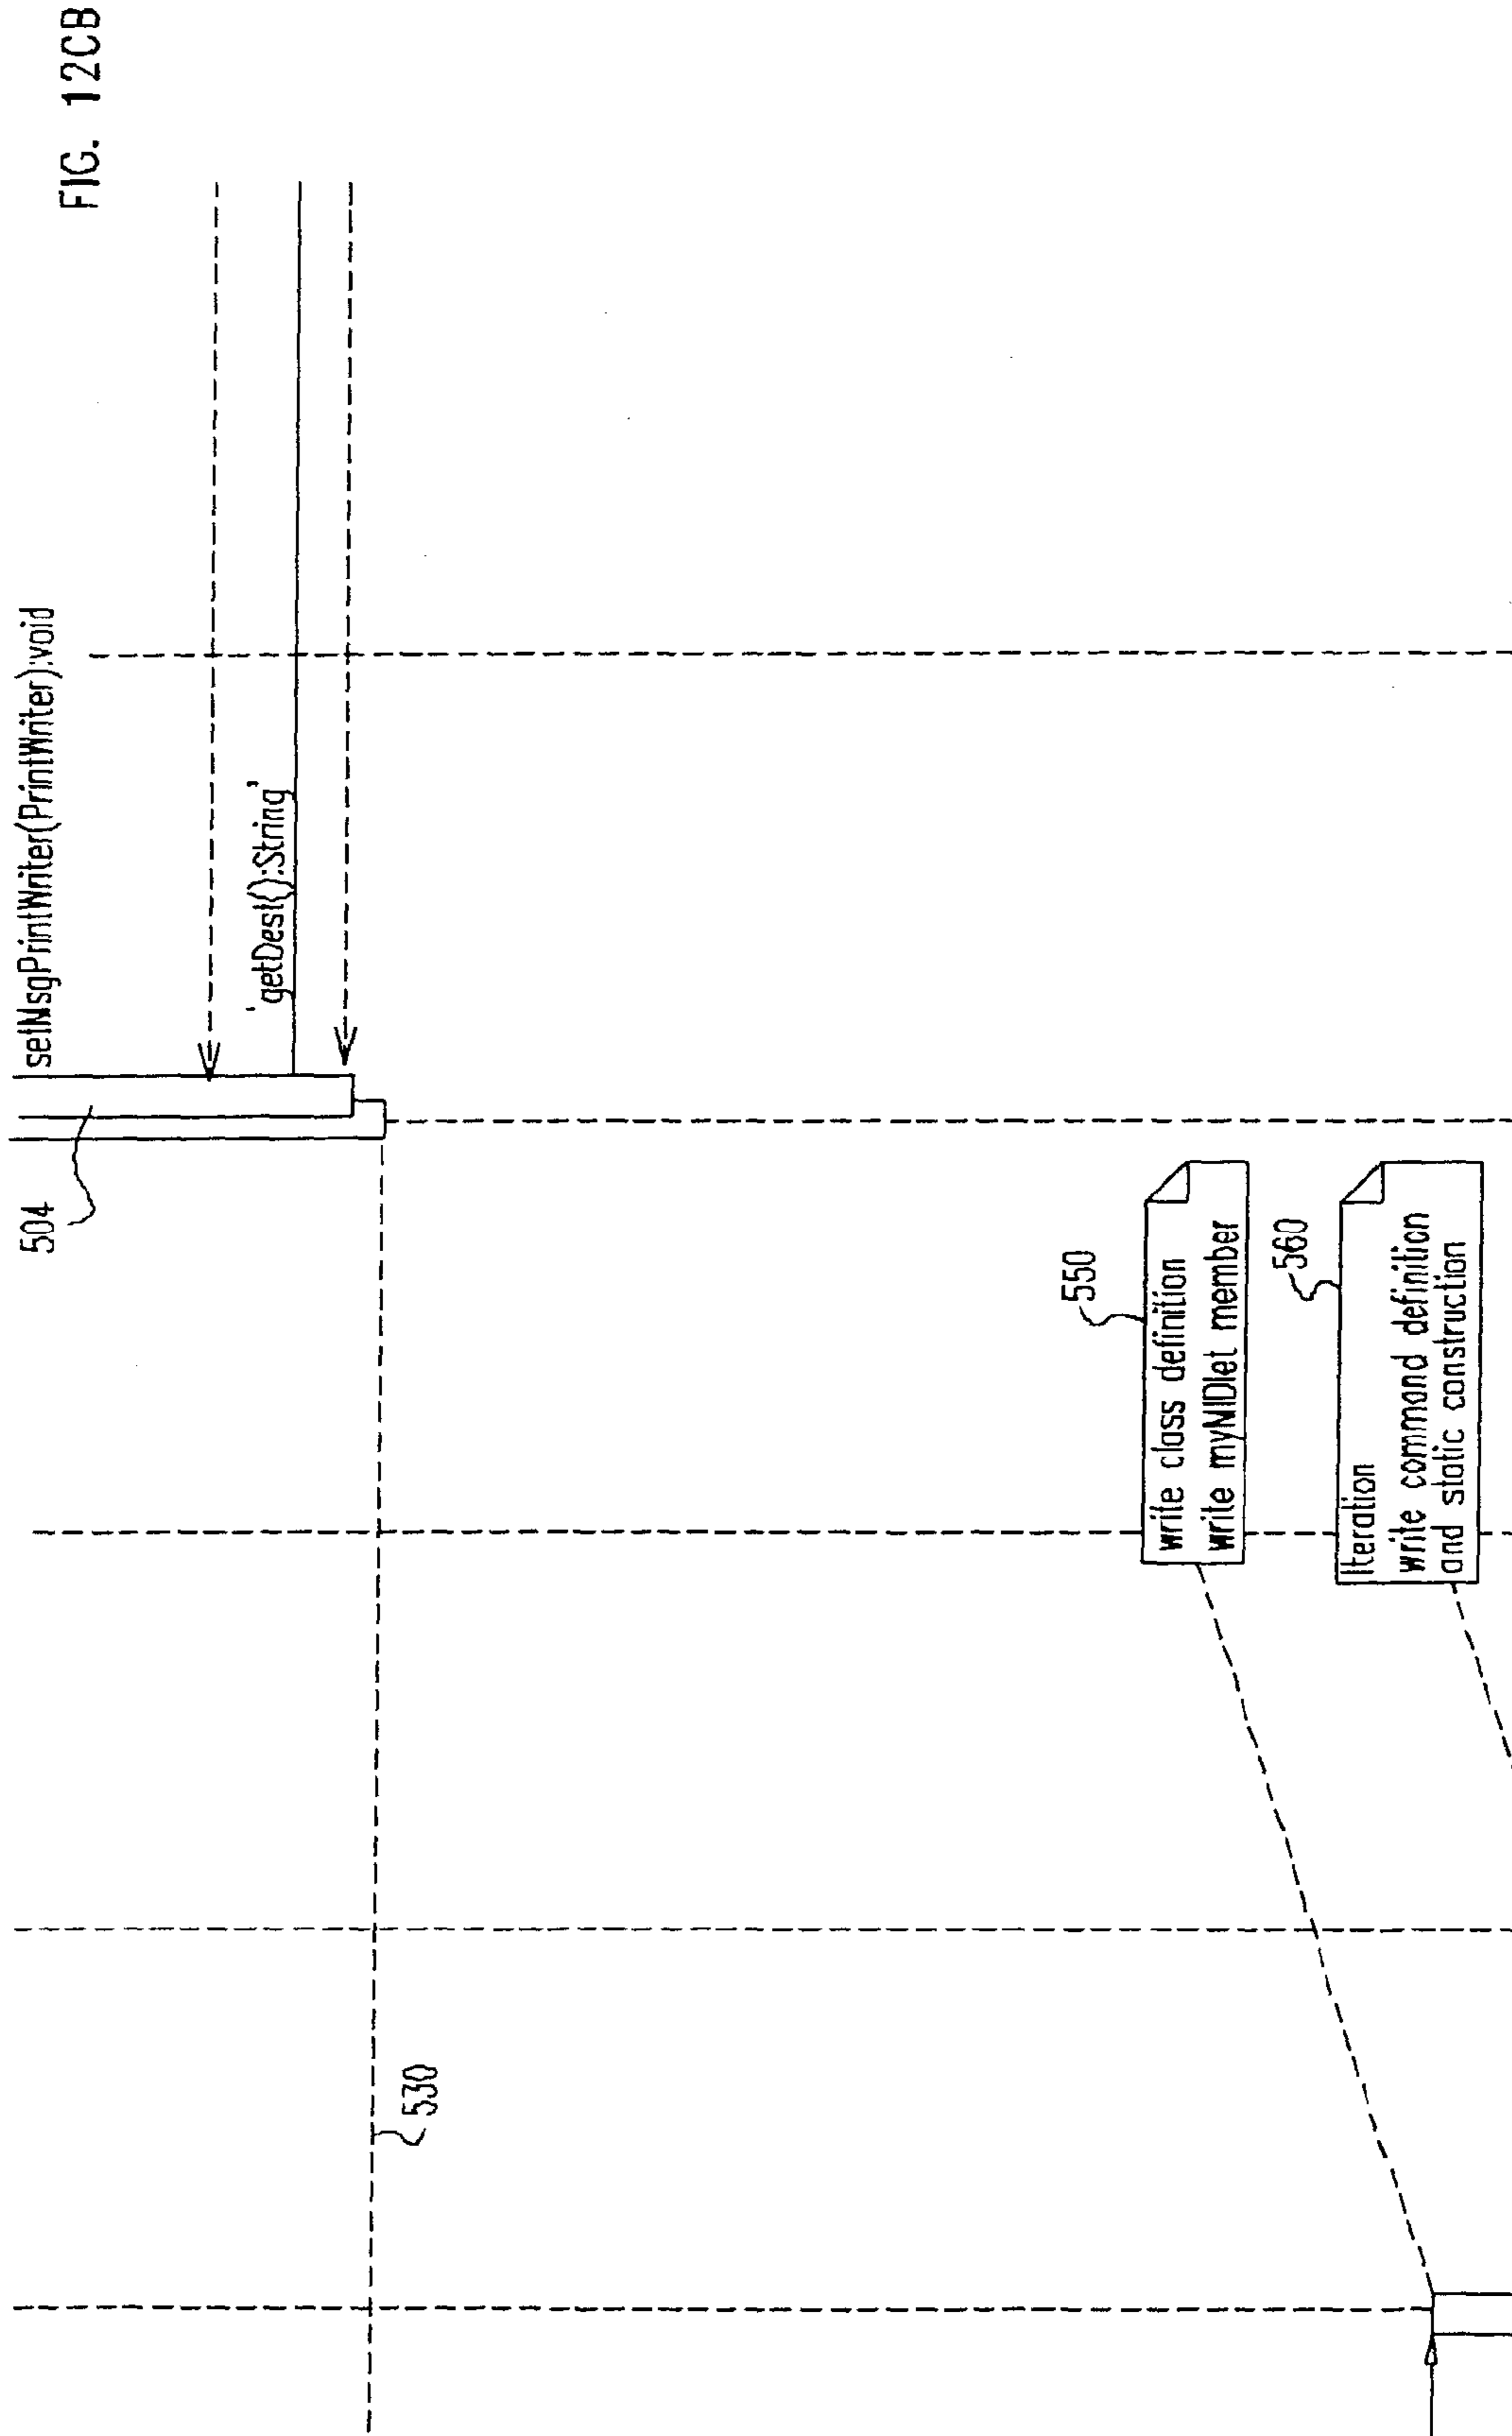 FIG. 12CB
setMsgPrintWriter(PrintWriter):void
504
'getDest():String'
530
550
write class definition
write myMIDlet member
560
Iteration
write command definition
and static construction